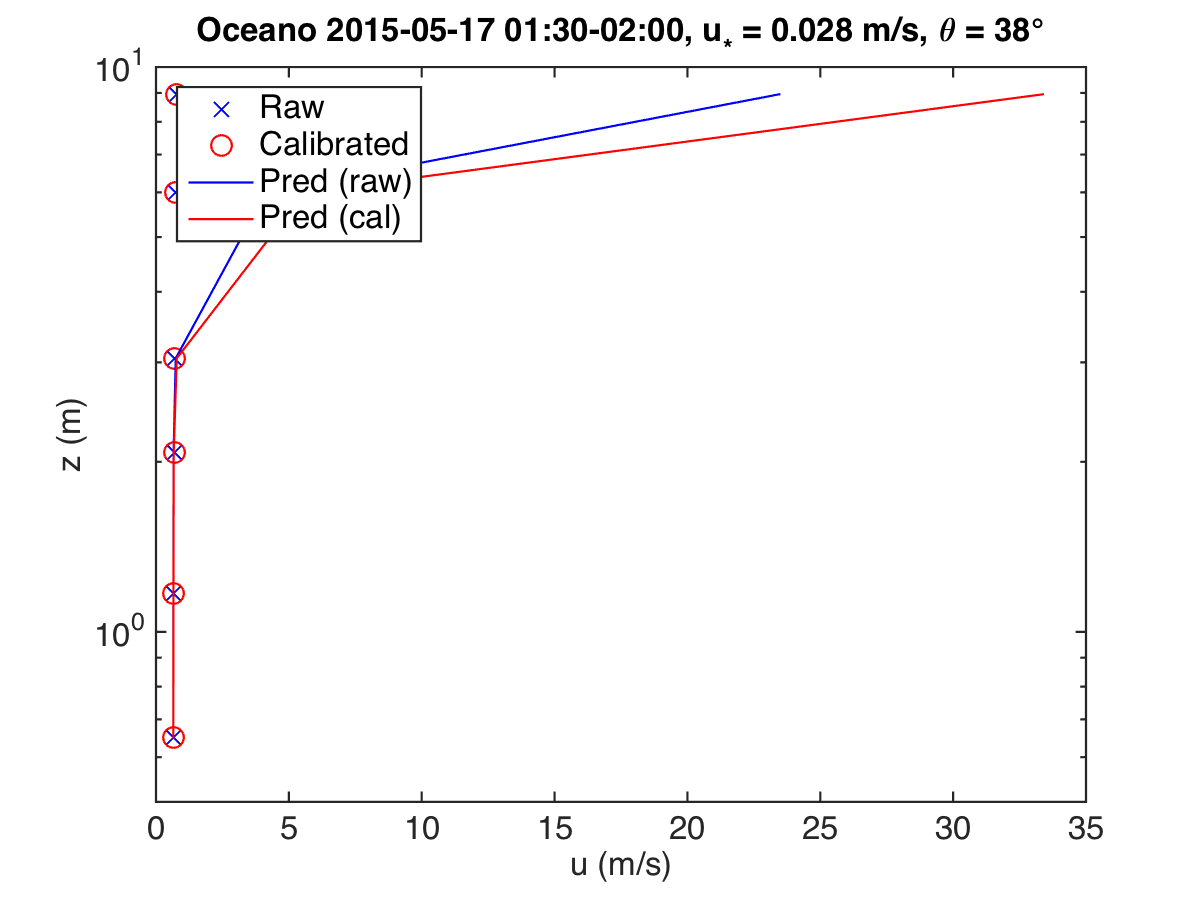 Oceano 2015-05-17 01:30-02:00, u* = 0.028 m/s, θ = 38°
10¹
Raw
Calibrated
Pred (raw)
Pred (cal)
z (m)
10⁰
0 5 10 15 20 25 30 35
u (m/s)